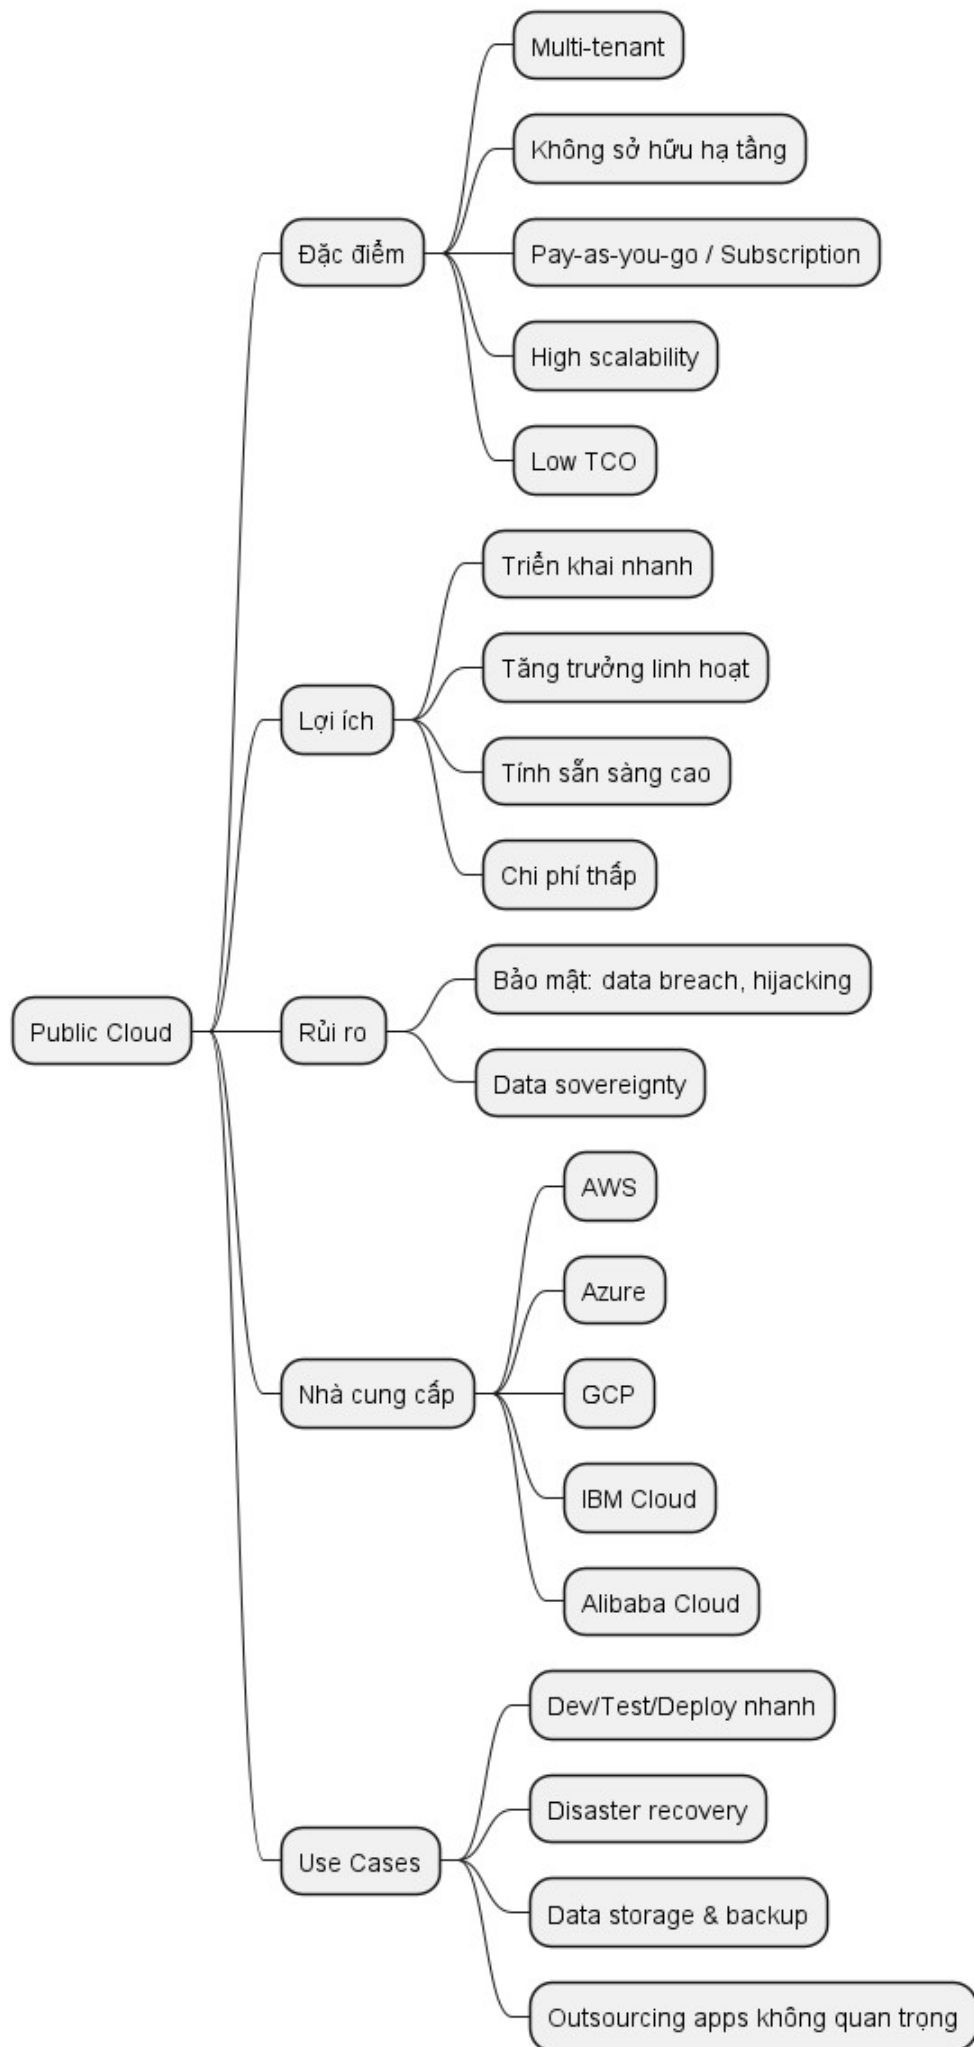 Multi-tenant
Không sở hữu hạ tầng
Đặc điểm
Pay-as-you-go / Subscription
High scalability
Low TCO
Triển khai nhanh
Tăng trưởng linh hoạt
Lợi ích
Tính sẵn sàng cao
Chi phí thấp
Bảo mật: data breach, hijacking
Public Cloud
Rủi ro
Data sovereignty
AWS
Azure
Nhà cung cấp
GCP
IBM Cloud
Alibaba Cloud
Dev/Test/Deploy nhanh
Disaster recovery
Use Cases
Data storage & backup
Outsourcing apps không quan trọng